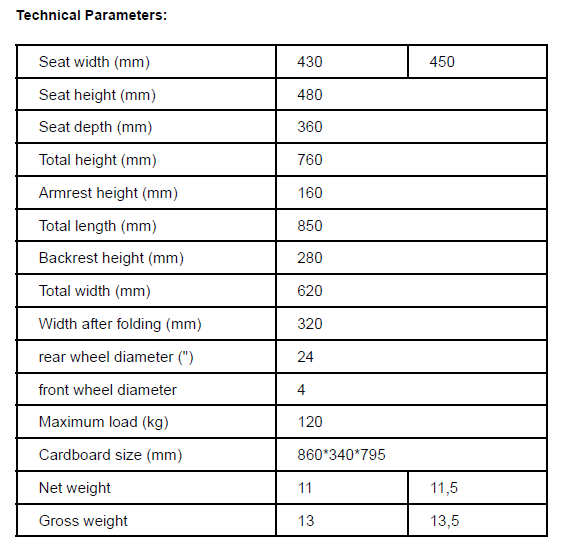 Technical Parameters:
Seat width (mm) 430 450
Seat height (mm) 480
Seat depth (mm) 360
Total height (mm) 760
Armrest height (mm) 160
Total length (mm) 850
Backrest height (mm) 280
Total width (mm) 620
Width after folding (mm) 320
rear wheel diameter (") 24
front wheel diameter 4
Maximum load (kg) 120
Cardboard size (mm) 860*340*795
Net weight 11 11,5
Gross weight 13 13,5